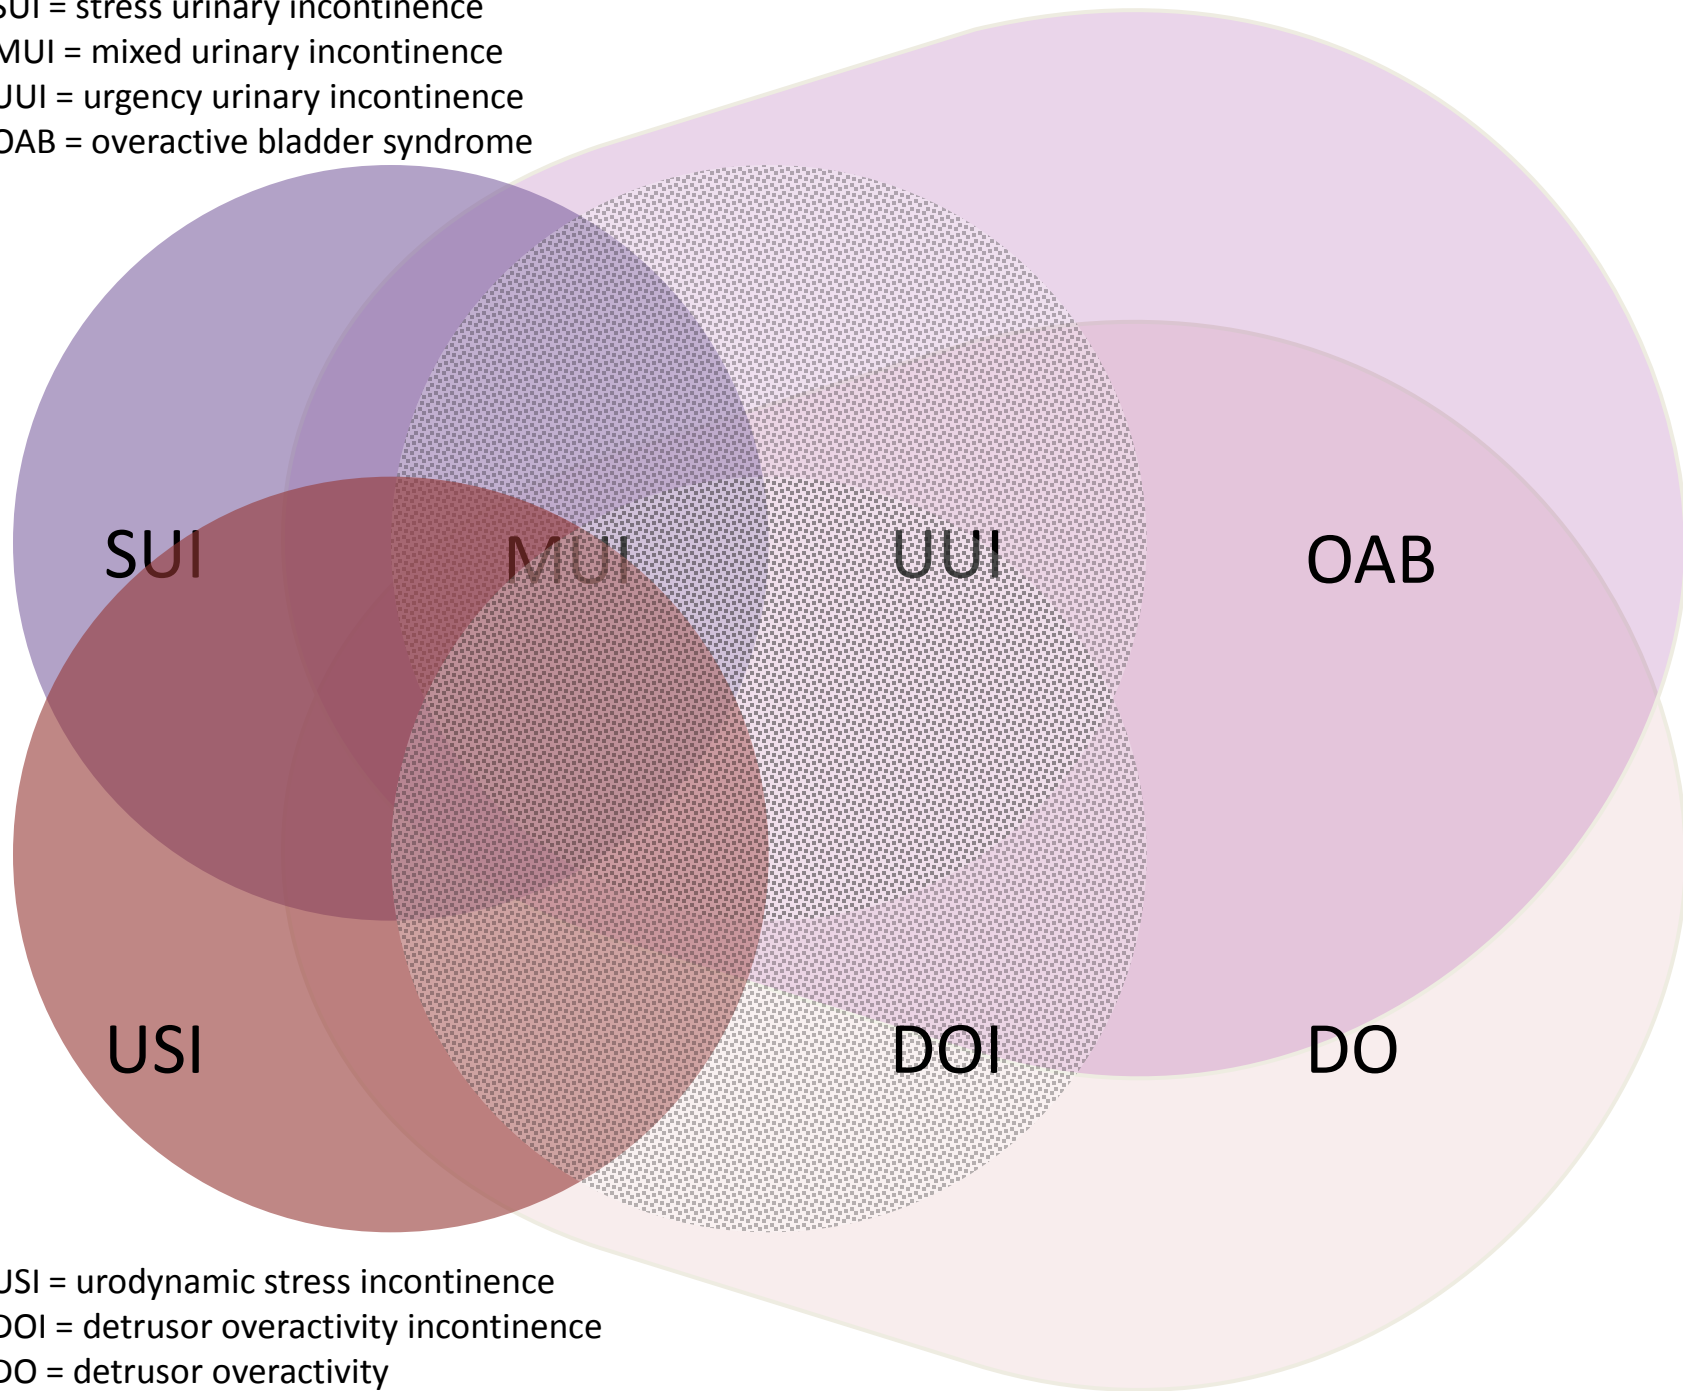 SUI = stress urinary incontinence
MUI = mixed urinary incontinence
UUI = urgency urinary incontinence
OAB = overactive bladder syndrome
SUI MUI UUI OAB
USI DOI DO
USI = urodynamic stress incontinence
DOI = detrusor overactivity incontinence
DO = detrusor overactivity